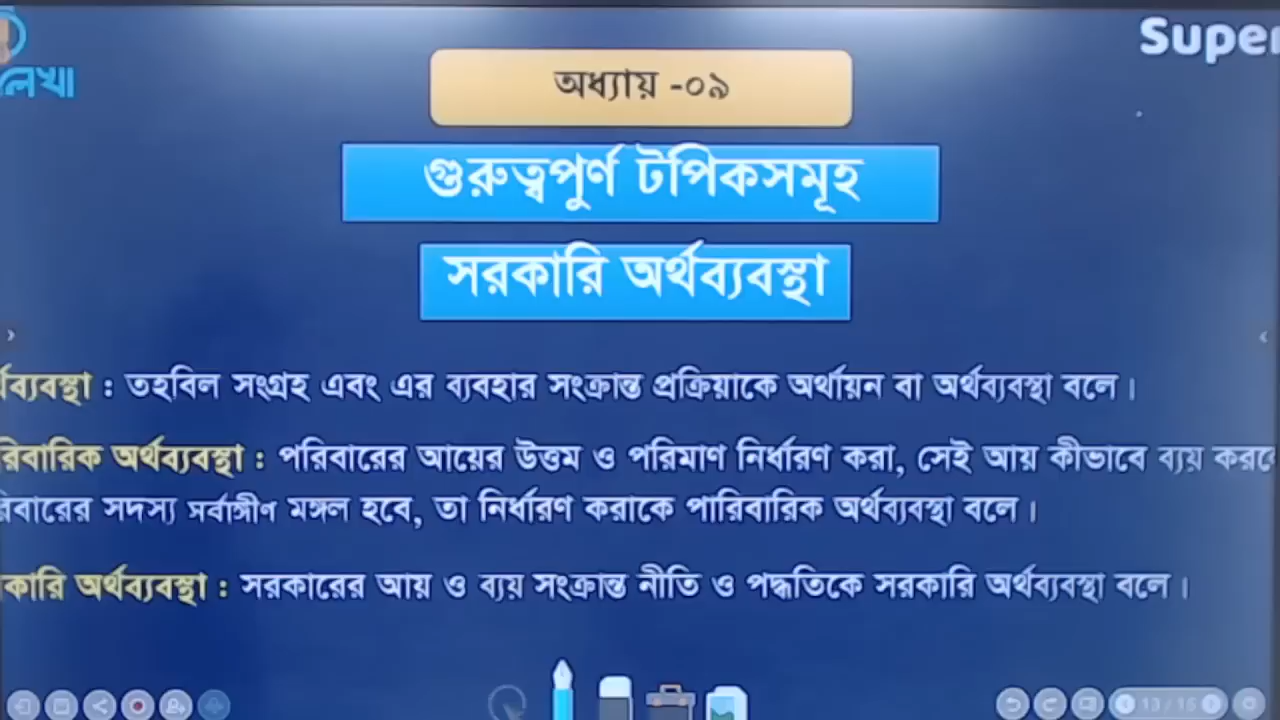 Super
লেখা
অধ্যায় -০৯
গুরুত্বপুর্ণ টপিকসমূহ
সরকারি অর্থব্যবস্থা
র্থব্যবস্থা : তহবিল সংগ্রহ এবং এর ব্যবহার সংক্রান্ত প্রক্রিয়াকে অর্থায়ন বা অর্থব্যবস্থা বলে।
রিবারিক অর্থব্যবস্থা : পরিবারের আয়ের উত্তম ও পরিমাণ নির্ধারণ করা, সেই আয় কীভাবে ব্যয় করলে
রিবারের সদস্য সর্বাঙ্গীণ মঙ্গল হবে, তা নির্ধারণ করাকে পারিবারিক অর্থব্যবস্থা বলে।
কারি অর্থব্যবস্থা : সরকারের আয় ও ব্যয় সংক্রান্ত নীতি ও পদ্ধতিকে সরকারি অর্থব্যবস্থা বলে।
13 / 15